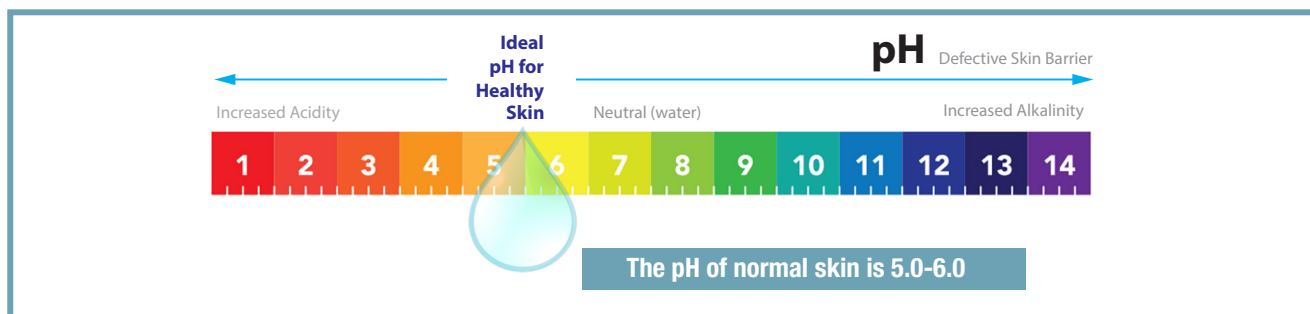 Ideal
pH for
Healthy
Skin
pH Defective Skin Barrier
Increased Acidity
Neutral (water)
Increased Alkalinity
1 2 3 4 5 6 7 8 9 10 11 12 13 14
The pH of normal skin is 5.0-6.0